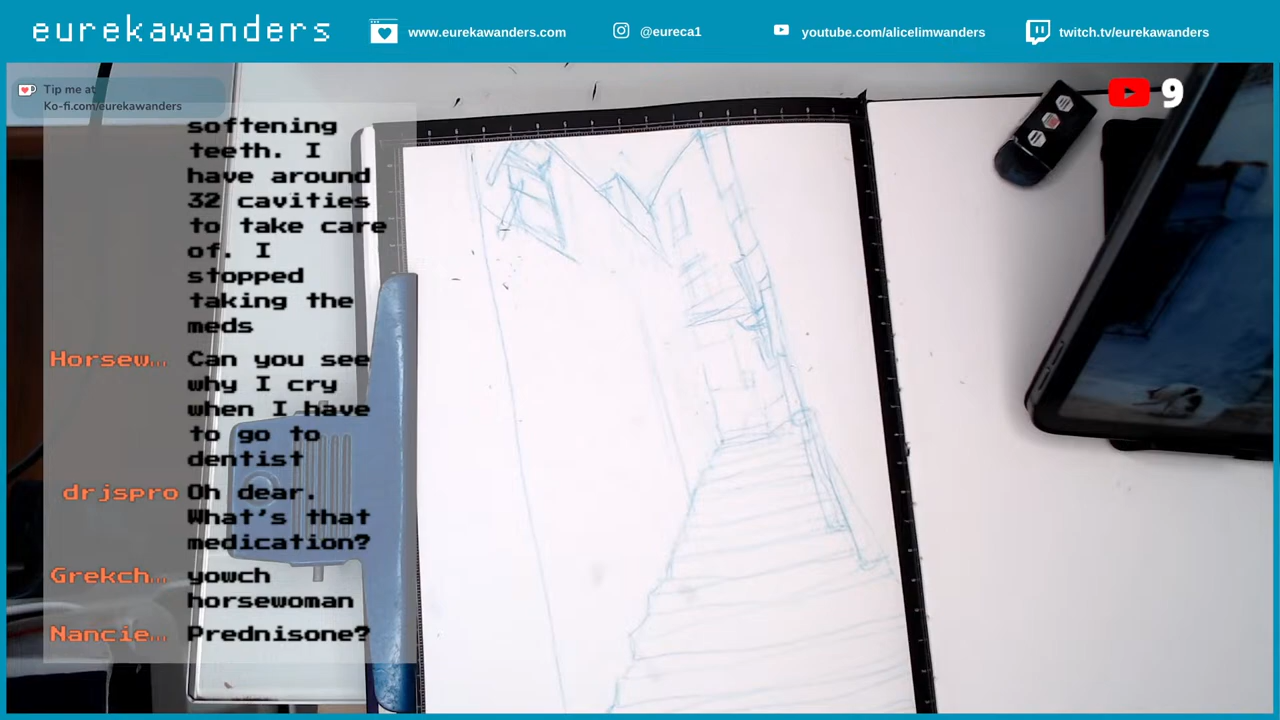 eurekawanders
www.eurekawanders.com
@eureca1
youtube.com/alicelimwanders
twitch.tv/eurekawanders
Tip me at
Ko-fi.com/eurekawanders
9
softening
teeth. I
have around
32 cavities
to take care
of. I
stopped
taking the
meds
Horsew... Can you see
why I cry
when I have
to go to
dentist
drjspro Oh dear.
What's that
medication?
Grekch... yowch
horsewoman
Nancie... Prednisone?